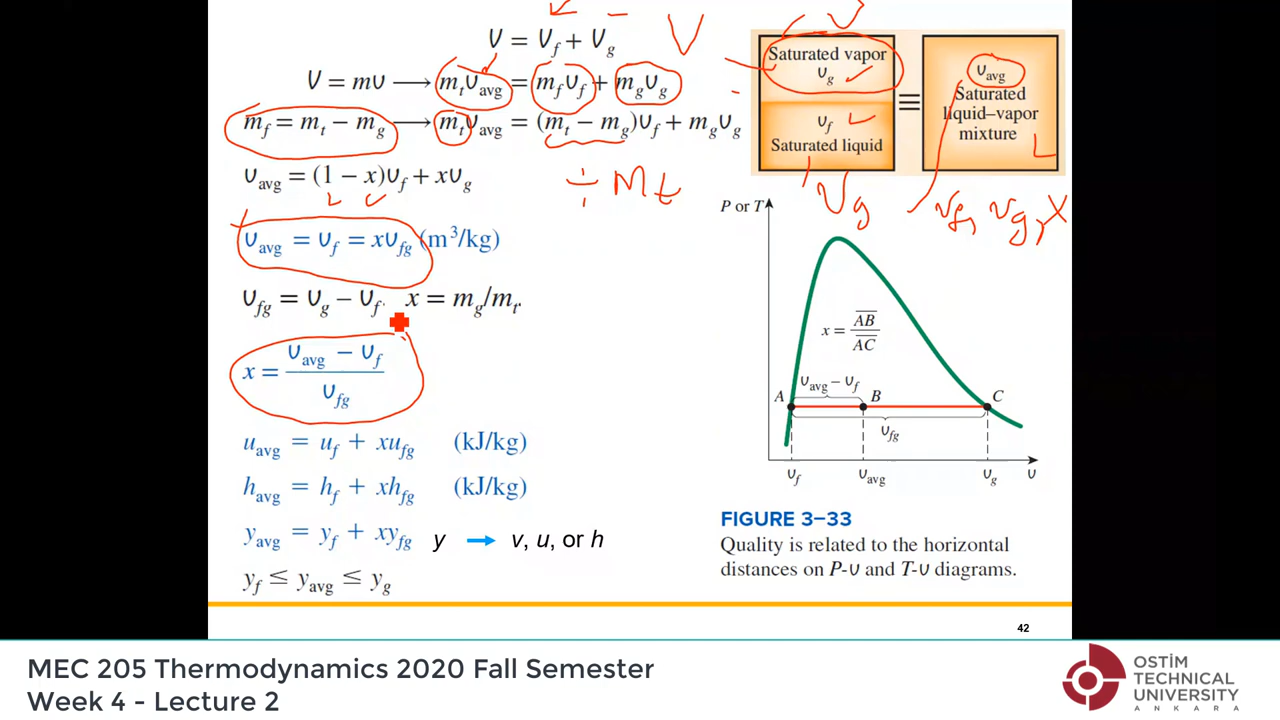 V = V_f + V_g
V
V = mυ ⟶ m_tυ_avg = m_fυ_f + m_gυ_g
m_f = m_t − m_g ⟶ m_tυ_avg = (m_t − m_g)υ_f + m_gυ_g
υ_avg = (1 − x)υ_f + xυ_g
÷ m_t
υ_avg = υ_f = xυ_fg (m³/kg)
υ_fg = υ_g − υ_f. x = m_g/m_t.
x = (υ_avg − υ_f)/υ_fg
u_avg = u_f + xu_fg (kJ/kg)
h_avg = h_f + xh_fg (kJ/kg)
y_avg = y_f + xy_fg y → v, u, or h
y_f ≤ y_avg ≤ y_g
Saturated vapor
υ_g
υ_f
Saturated liquid
≡
υ_avg
Saturated
liquid–vapor
mixture
V_g
v_f, v_g, x
P or T
x = AB/AC
υ_avg − υ_f
A B C
υ_fg
υ_f υ_avg υ_g υ
FIGURE 3–33
Quality is related to the horizontal
distances on P-υ and T-υ diagrams.
42
MEC 205 Thermodynamics 2020 Fall Semester
Week 4 - Lecture 2
OSTİM
TECHNICAL
UNIVERSITY
ANKARA